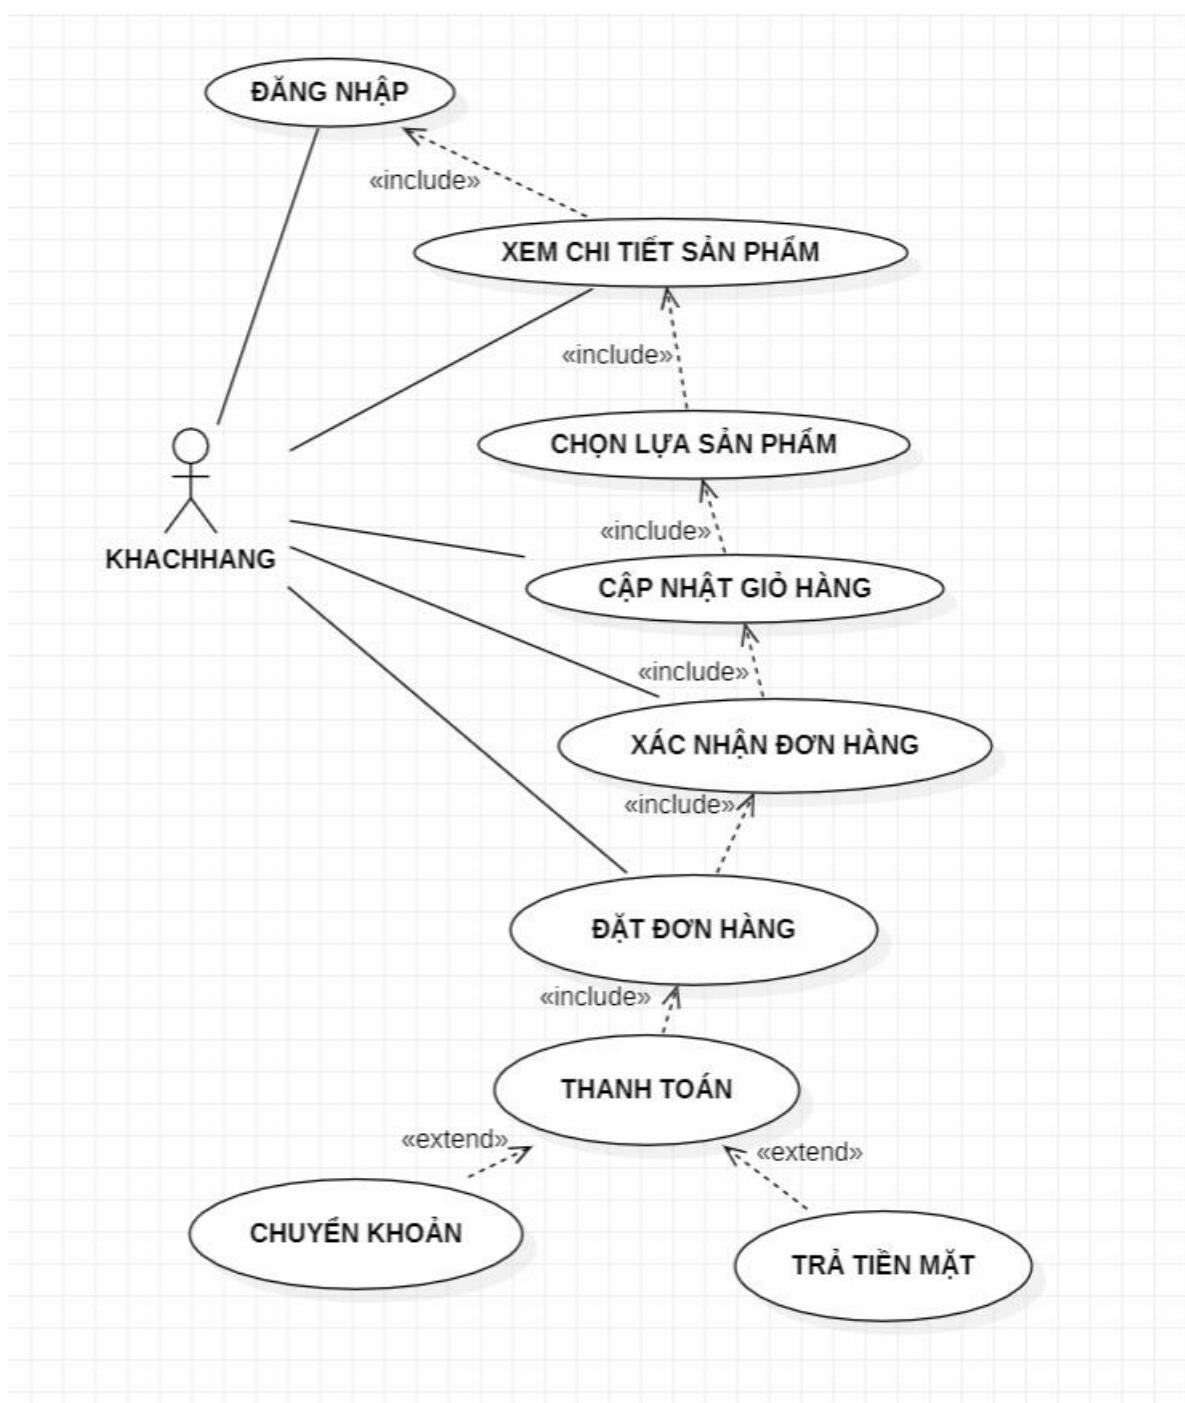 ĐĂNG NHẬP
«include»
XEM CHI TIẾT SẢN PHẨM
«include»
CHỌN LỰA SẢN PHẨM
«include»
KHACHHANG
CẬP NHẬT GIỎ HÀNG
«include»
XÁC NHẬN ĐƠN HÀNG
«include»
ĐẶT ĐƠN HÀNG
«include»
THANH TOÁN
«extend»
«extend»
CHUYỂN KHOẢN
TRẢ TIỀN MẶT